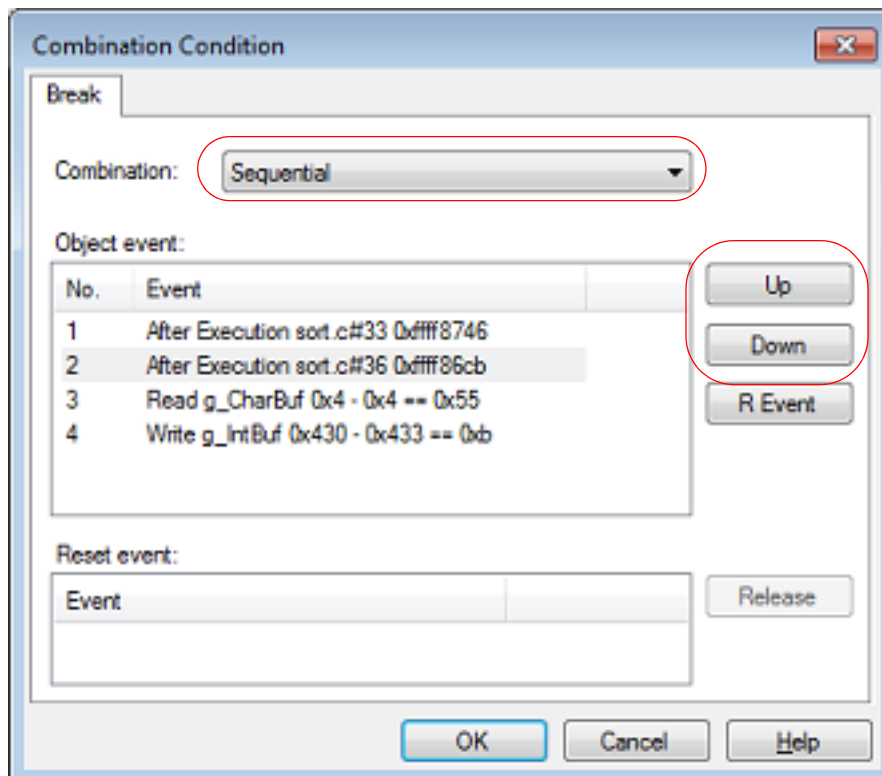 Combination Condition
Break
Combination: Sequential
Object event:
No. Event
1 After Execution sort.c#33 0xffff8746
2 After Execution sort.c#36 0xffff86cb
3 Read g_CharBuf 0x4 - 0x4 == 0x55
4 Write g_IntBuf 0x430 - 0x433 == 0xb
Up
Down
R Event
Reset event:
Event
Release
OK Cancel Help